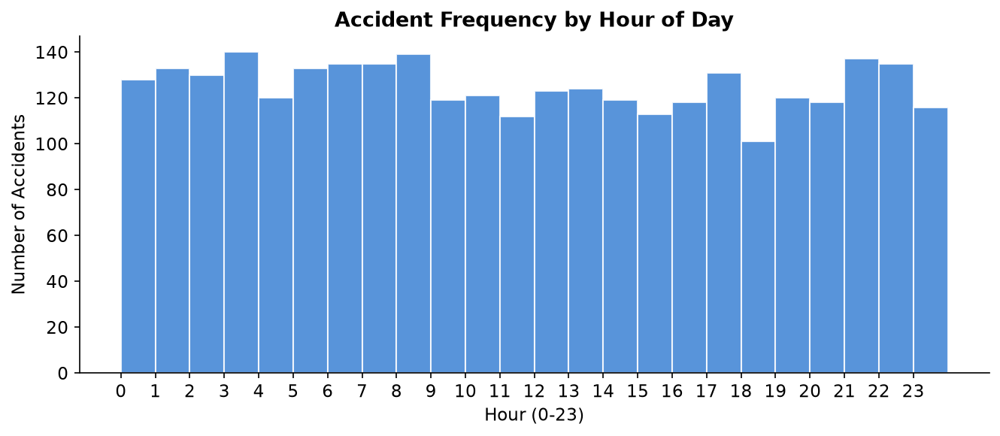 Accident Frequency by Hour of Day
Number of Accidents
140
120
100
80
60
40
20
0
0 1 2 3 4 5 6 7 8 9 10 11 12 13 14 15 16 17 18 19 20 21 22 23
Hour (0-23)